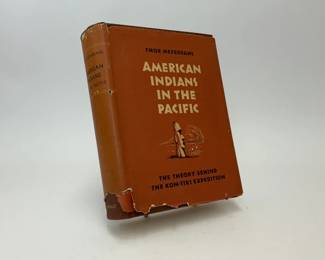 THOR HEYERDAHL
AMERICAN
INDIANS
IN THE
PACIFIC
THE THEORY BEHIND
THE KON-TIKI EXPEDITION